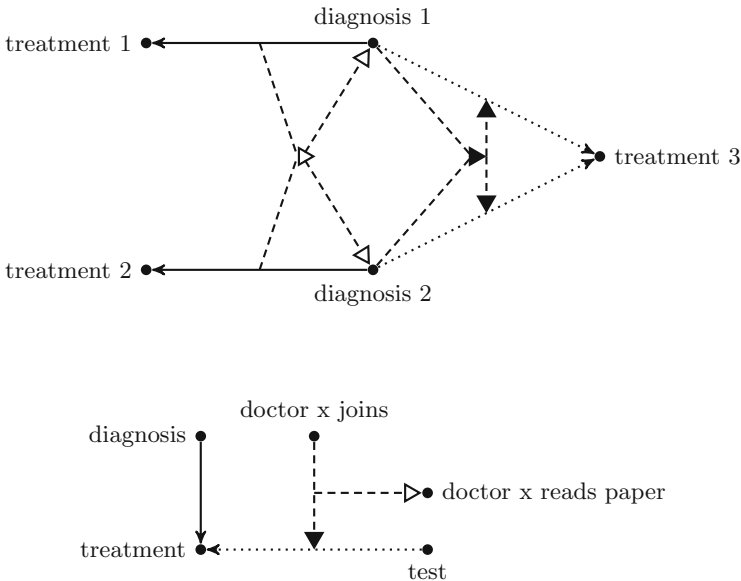 diagnosis 1
treatment 1
treatment 3
treatment 2
diagnosis 2
doctor x joins
diagnosis
doctor x reads paper
treatment
test